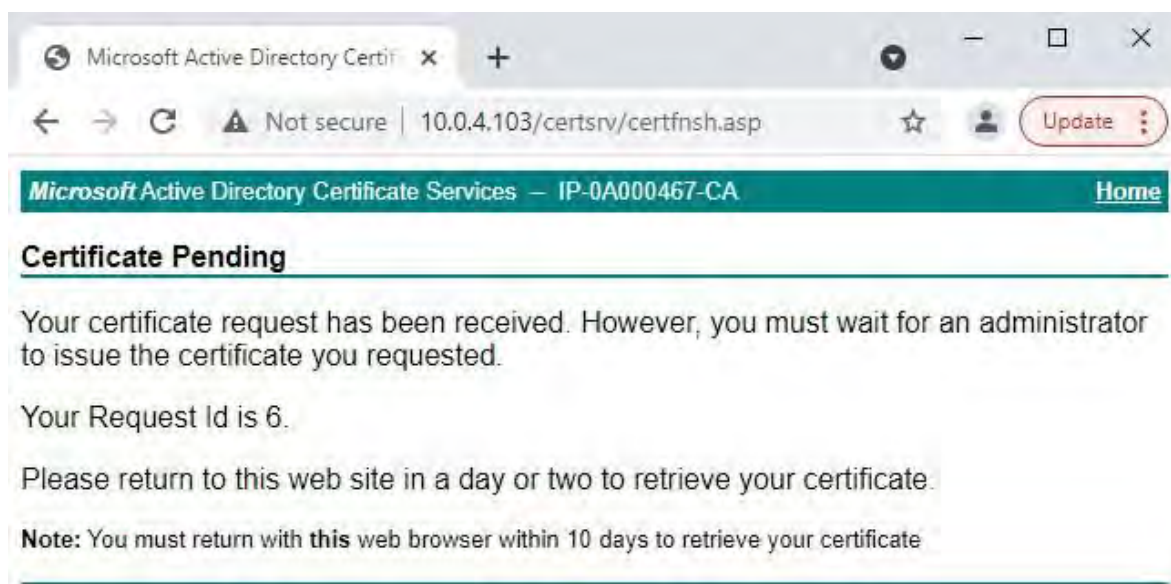 Microsoft Active Directory Certif
Not secure | 10.0.4.103/certsrv/certfnsh.asp
Update
Microsoft Active Directory Certificate Services – IP-0A000467-CA Home
Certificate Pending
Your certificate request has been received. However, you must wait for an administrator
to issue the certificate you requested.
Your Request Id is 6.
Please return to this web site in a day or two to retrieve your certificate.
Note: You must return with this web browser within 10 days to retrieve your certificate